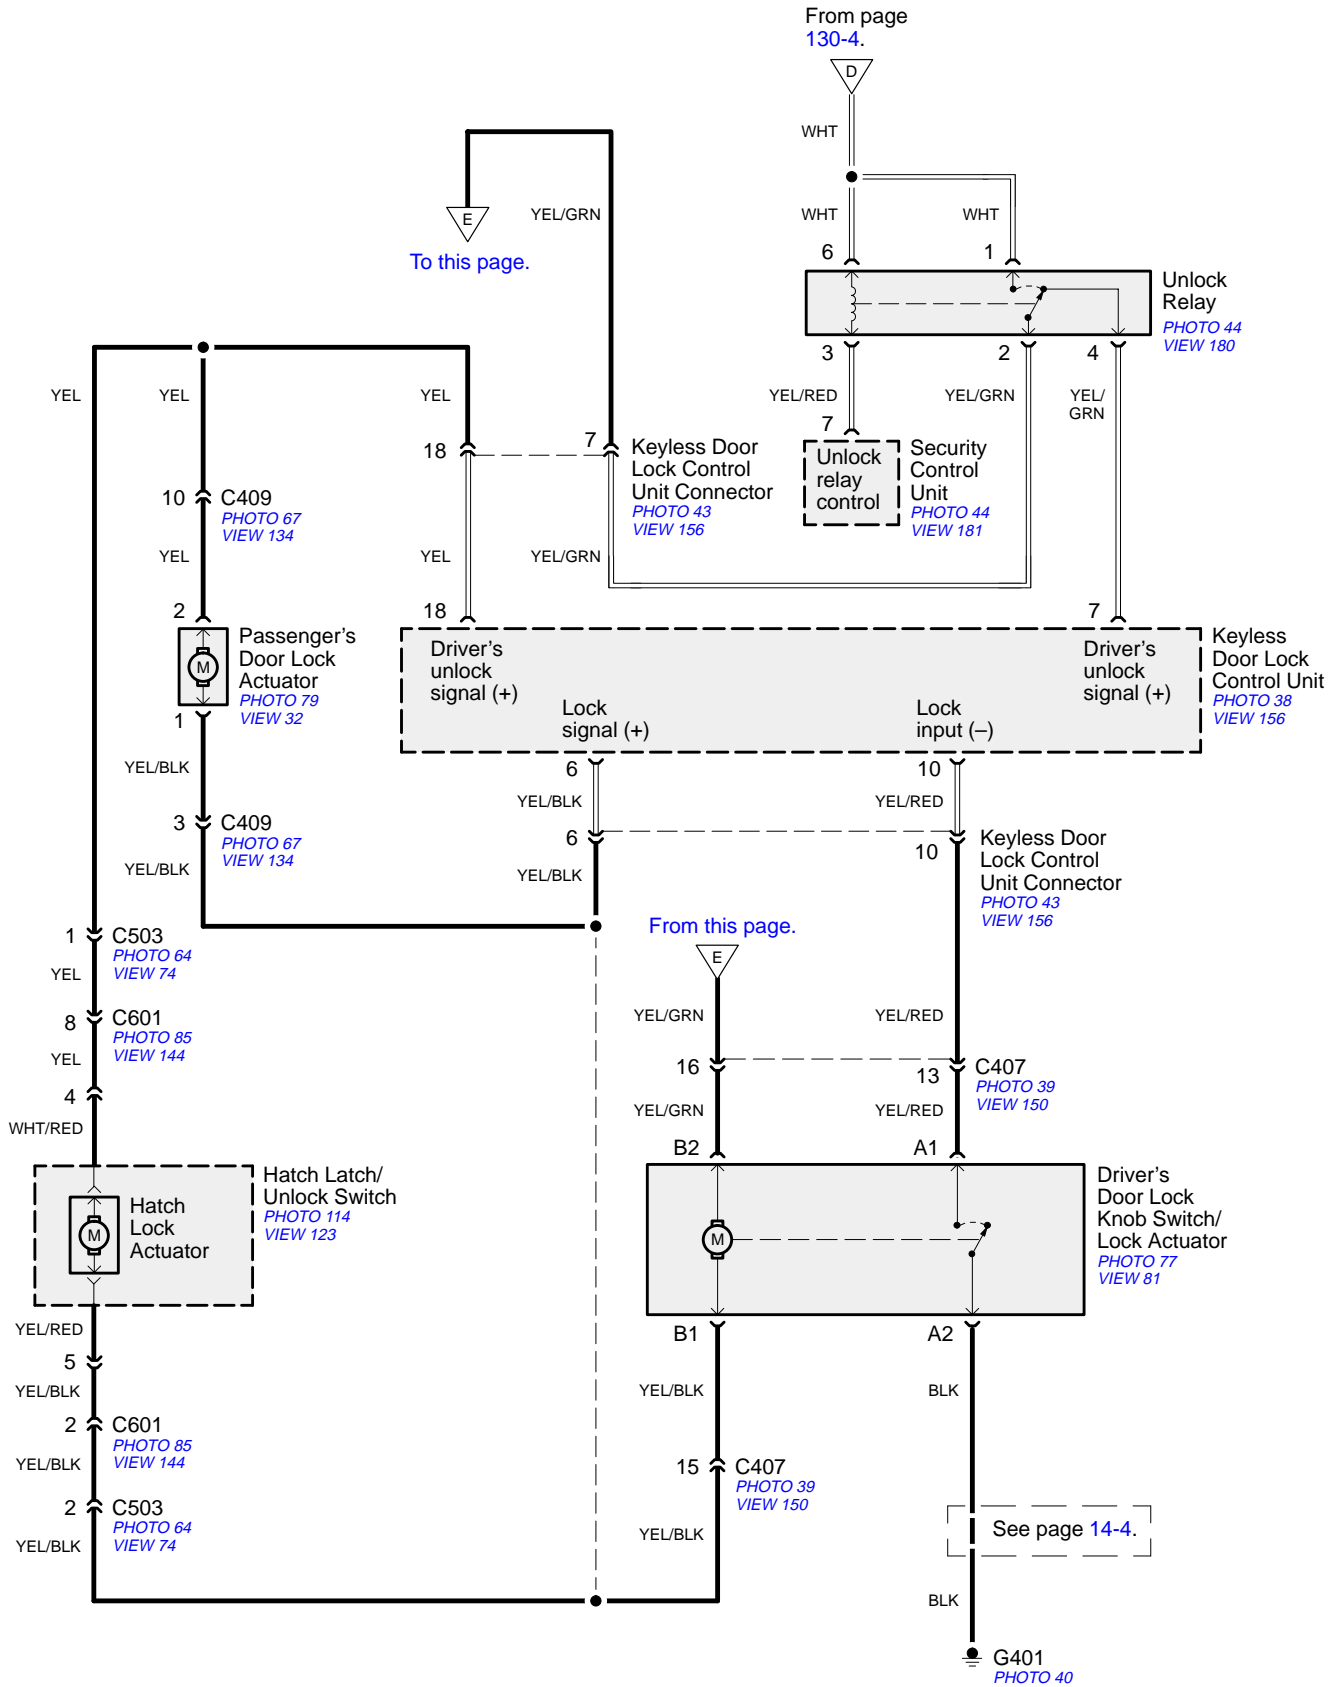 From page
130-4.
D
WHT
E
YEL/GRN
WHT
WHT
To this page.
6
1
Unlock
Relay
PHOTO 44
VIEW 180
3
2
4
YEL
YEL
YEL
YEL/RED
YEL/GRN
YEL/
GRN
7
18
7
Keyless Door
Lock Control
Unit Connector
PHOTO 43
VIEW 156
Unlock
relay
control
Security
Control
Unit
PHOTO 44
VIEW 181
10
C409
PHOTO 67
VIEW 134
YEL
YEL
YEL/GRN
2
18
7
Passenger's
Door Lock
Actuator
PHOTO 79
VIEW 32
M
1
Driver's
unlock
signal (+)
Lock
signal (+)
Lock
input (–)
Driver's
unlock
signal (+)
Keyless
Door Lock
Control Unit
PHOTO 38
VIEW 156
YEL/BLK
6
10
YEL/BLK
YEL/RED
3
C409
PHOTO 67
VIEW 134
6
10
Keyless Door
Lock Control
Unit Connector
PHOTO 43
VIEW 156
YEL/BLK
YEL/BLK
From this page.
E
1
C503
PHOTO 64
VIEW 74
YEL
8
C601
PHOTO 85
VIEW 144
YEL/GRN
YEL/RED
YEL
16
13
C407
PHOTO 39
VIEW 150
4
YEL/GRN
YEL/RED
WHT/RED
B2
A1
Hatch Latch/
Unlock Switch
PHOTO 114
VIEW 123
Hatch
Lock
Actuator
M
M
Driver's
Door Lock
Knob Switch/
Lock Actuator
PHOTO 77
VIEW 81
YEL/RED
B1
A2
5
YEL/BLK
YEL/BLK
BLK
2
C601
PHOTO 85
VIEW 144
YEL/BLK
15
C407
PHOTO 39
VIEW 150
2
C503
PHOTO 64
VIEW 74
YEL/BLK
YEL/BLK
See page 14-4.
BLK
G401
PHOTO 40